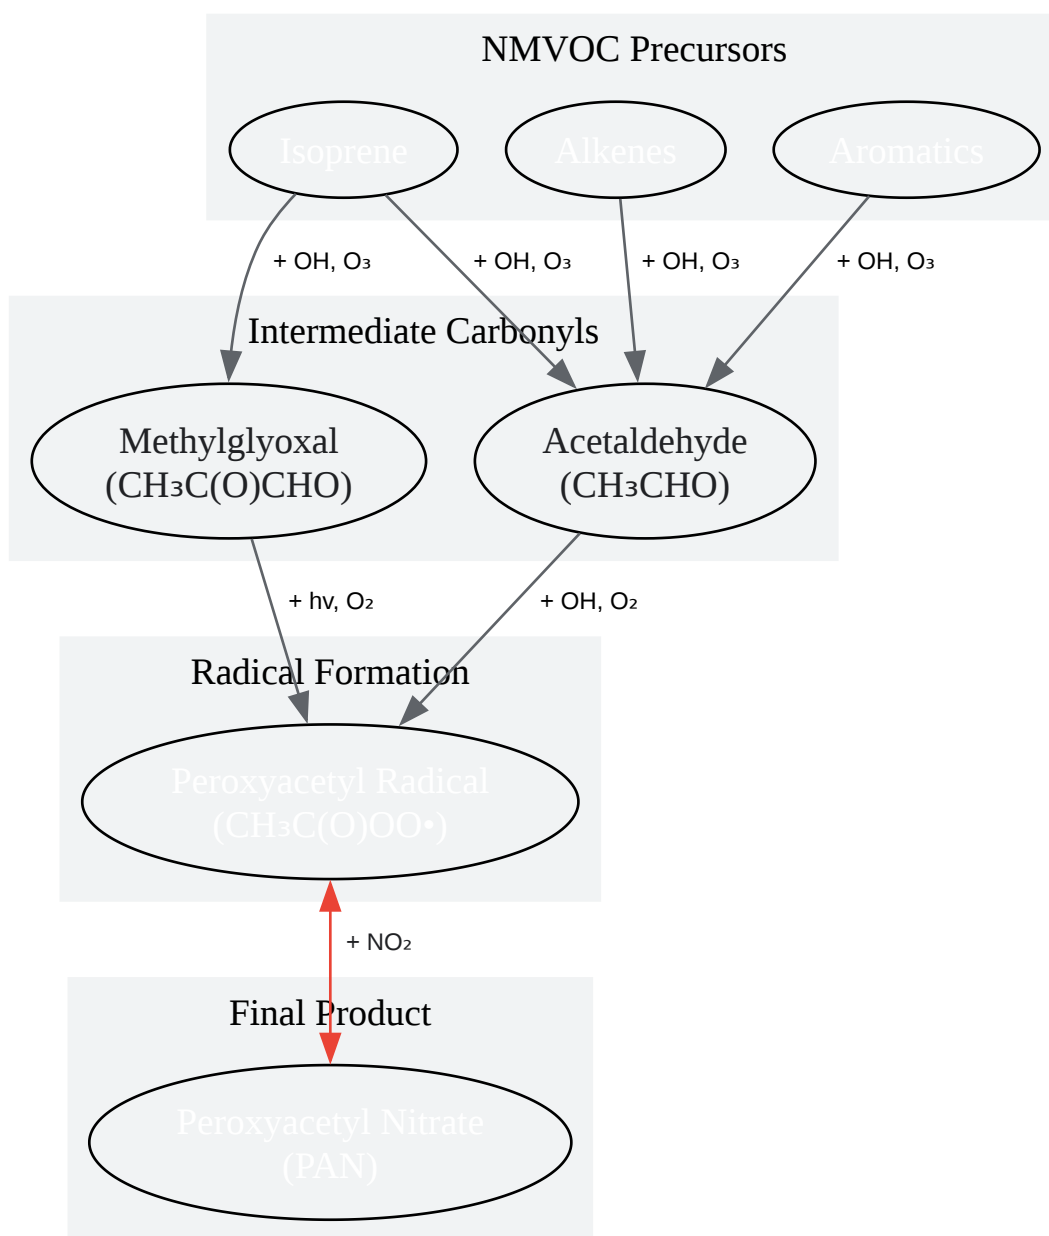 NMVOC Precursors
Isoprene
Alkenes
Aromatics
+ OH, O₃
+ OH, O₃
+ OH, O₃
+ OH, O₃
Intermediate Carbonyls
Methylglyoxal
(CH₃C(O)CHO)
Acetaldehyde
(CH₃CHO)
+ hv, O₂
+ OH, O₂
Radical Formation
Peroxyacetyl Radical
(CH₃C(O)OO•)
+ NO₂
Final Product
Peroxyacetyl Nitrate
(PAN)